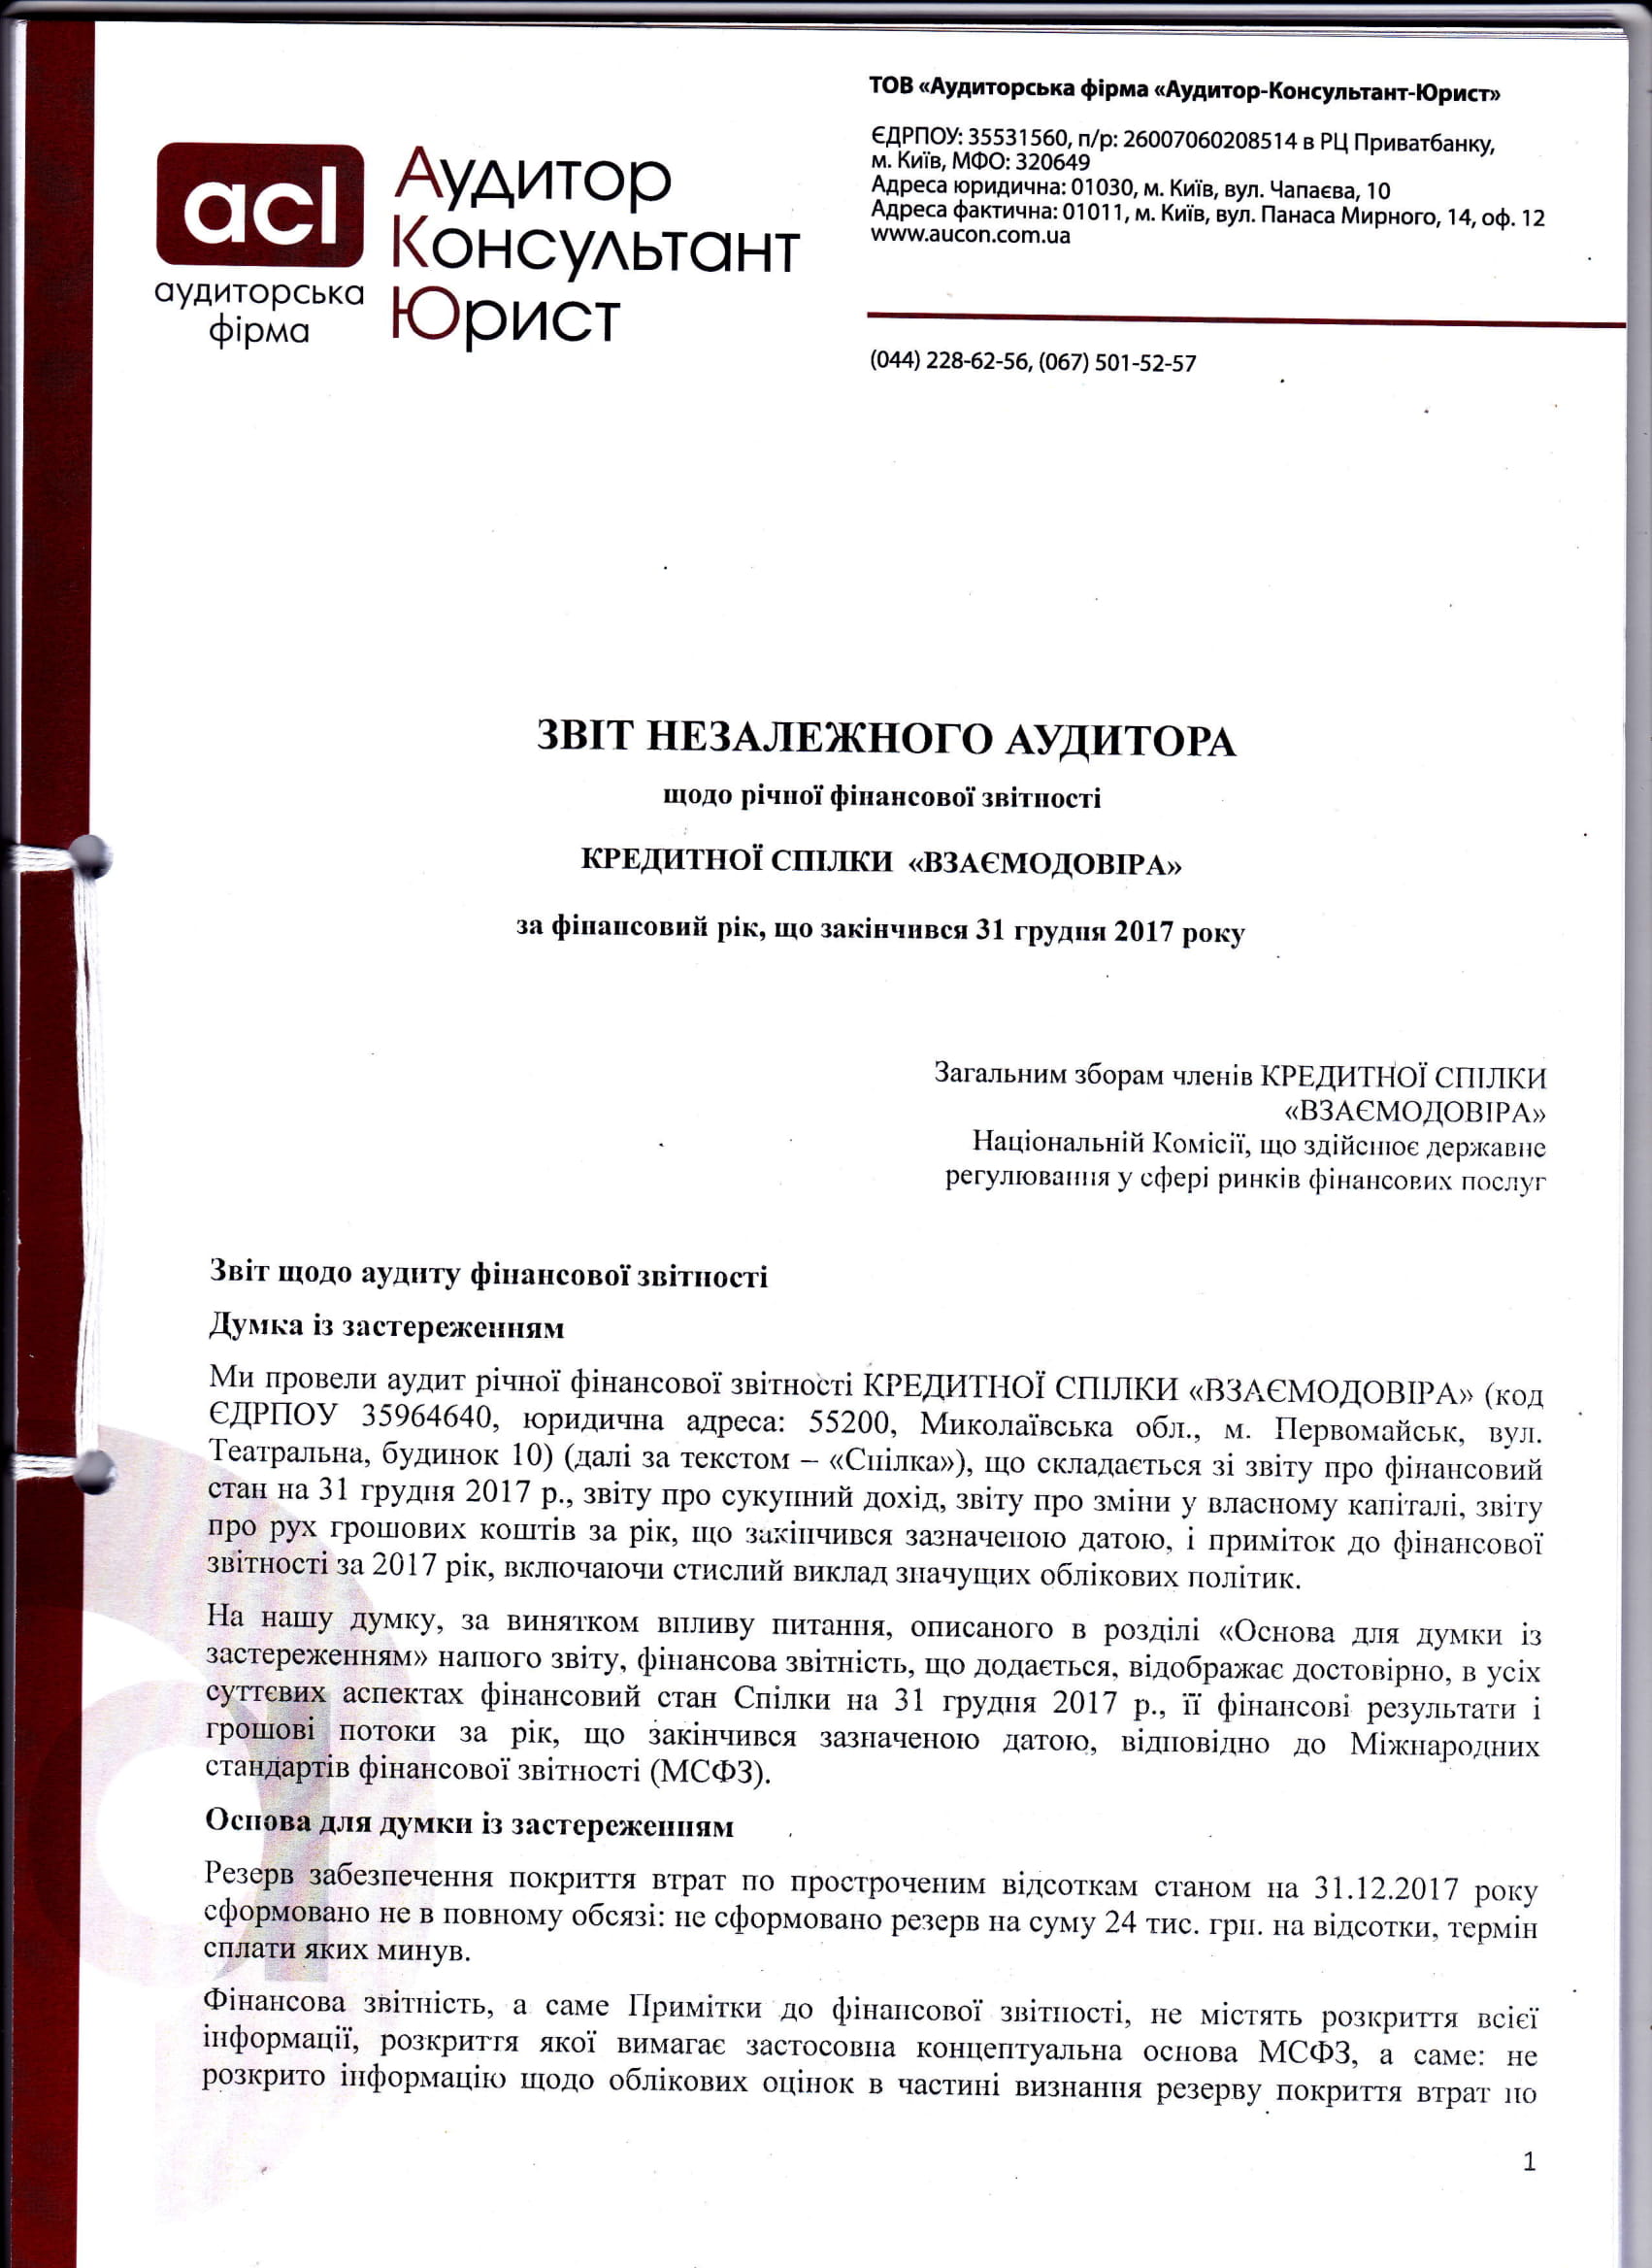 acl
аудиторська
фірма
Аудитор
Консультант
Юрист
ТОВ «Аудиторська фірма «Аудитор-Консультант-Юрист»
ЄДРПОУ: 35531560, п/р: 26007060208514 в РЦ Приватбанку,
м. Київ, МФО: 320649
Адреса юридична: 01030, м. Київ, вул. Чапаєва, 10
Адреса фактична: 01011, м. Київ, вул. Панаса Мирного, 14, оф. 12
www.aucon.com.ua
(044) 228-62-56, (067) 501-52-57
ЗВІТ НЕЗАЛЕЖНОГО АУДИТОРА
щодо річної фінансової звітності
КРЕДИТНОЇ СПІЛКИ «ВЗАЄМОДОВІРА»
за фінансовий рік, що закінчився 31 грудня 2017 року
Загальним зборам членів КРЕДИТНОЇ СПІЛКИ
«ВЗАЄМОДОВІРА»
Національній Комісії, що здійснює державне
регулювання у сфері ринків фінансових послуг
Звіт щодо аудиту фінансової звітності
Думка із застереженням
Ми провели аудит річної фінансової звітності КРЕДИТНОЇ СПІЛКИ «ВЗАЄМОДОВІРА» (код
ЄДРПОУ 35964640, юридична адреса: 55200, Миколаївська обл., м. Первомайськ, вул.
Театральна, будинок 10) (далі за текстом – «Спілка»), що складається зі звіту про фінансовий
стан на 31 грудня 2017 р., звіту про сукупний дохід, звіту про зміни у власному капіталі, звіту
про рух грошових коштів за рік, що закінчився зазначеною датою, і приміток до фінансової
звітності за 2017 рік, включаючи стислий виклад значущих облікових політик.
На нашу думку, за винятком впливу питання, описаного в розділі «Основа для думки із
застереженням» нашого звіту, фінансова звітність, що додається, відображає достовірно, в усіх
суттєвих аспектах фінансовий стан Спілки на 31 грудня 2017 р., її фінансові результати і
грошові потоки за рік, що закінчився зазначеною датою, відповідно до Міжнародних
стандартів фінансової звітності (МСФЗ).
Основа для думки із застереженням
Резерв забезпечення покриття втрат по простроченим відсоткам станом на 31.12.2017 року
сформовано не в повному обсязі: не сформовано резерв на суму 24 тис. грн. на відсотки, термін
сплати яких минув.
Фінансова звітність, а саме Примітки до фінансової звітності, не містять розкриття всієї
інформації, розкриття якої вимагає застосовна концептуальна основа МСФЗ, а саме: не
розкрито інформацію щодо облікових оцінок в частині визнання резерву покриття втрат по
1